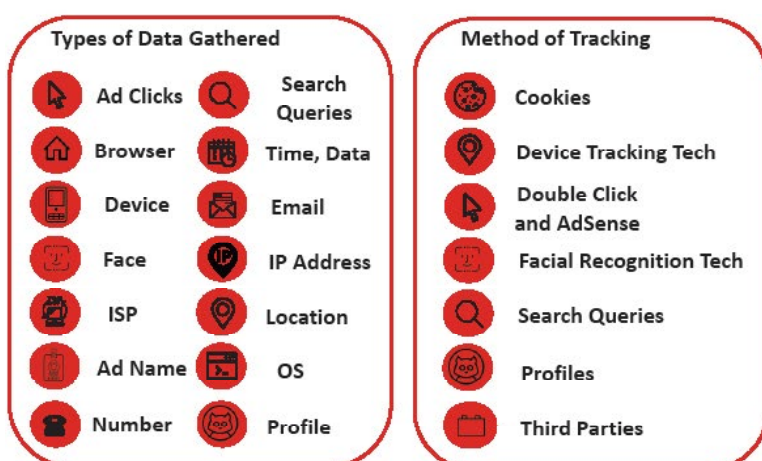 Types of Data Gathered
Ad Clicks
Search
Queries
Browser
Time, Data
Device
Email
Face
IP
IP Address
ISP
Location
Ad Name
OS
Number
Profile
Method of Tracking
Cookies
Device Tracking Tech
Double Click
and AdSense
Facial Recognition Tech
Search Queries
Profiles
Third Parties